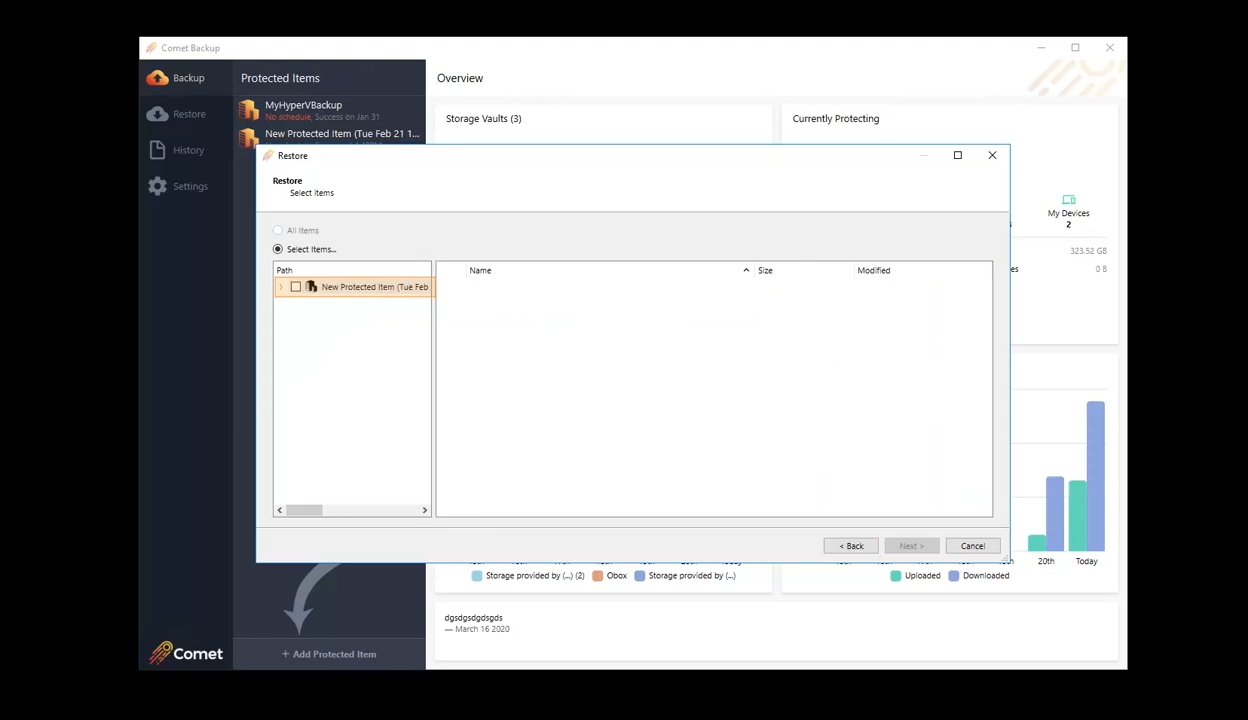 Comet Backup
Backup
Restore
History
Settings
Protected Items
MyHyperVBackup
No schedule, Success on Jan 31
New Protected Item (Tue Feb 21 1...
Overview
Storage Vaults (3)
Currently Protecting
My Devices
2
323.52 GB
0 B
Restore
Restore
Select Items
All Items
Select Items...
Path
Name
Size
Modified
New Protected Item (Tue Feb
< Back
Next >
Cancel
20th
Today
Storage provided by (...) (2)
Obox
Storage provided by (...)
Uploaded
Downloaded
dgsdgsdgdsgds
— March 16 2020
Comet
+ Add Protected Item